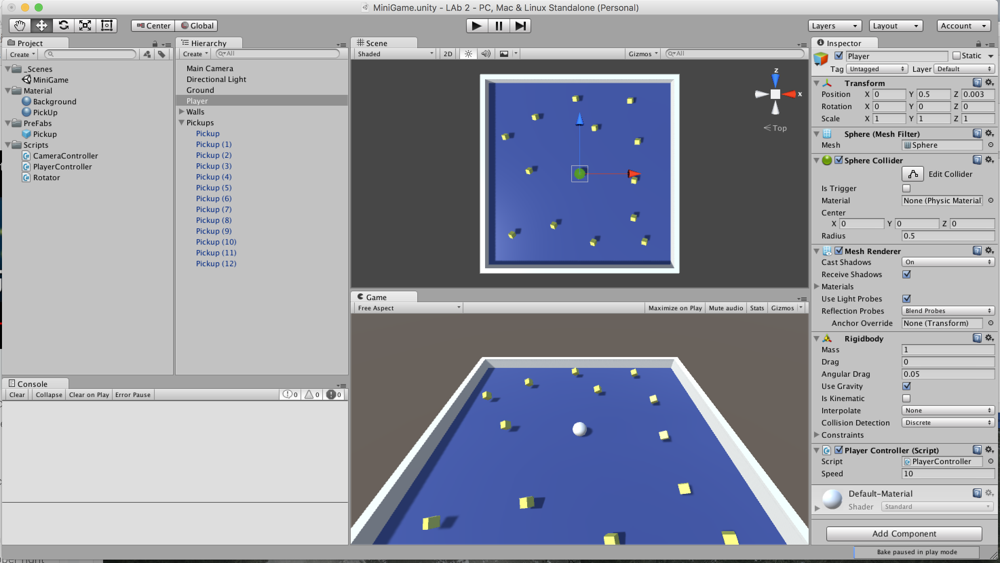 MiniGame.unity - LAb 2 - PC, Mac & Linux Standalone (Personal)
Center Global
Layers Layout Account
Project
Create
_Scenes
MiniGame
Material
Background
PickUp
PreFabs
Pickup
Scripts
CameraController
PlayerController
Rotator
Hierarchy
Create All
Main Camera
Directional Light
Ground
Player
Walls
Pickups
Pickup
Pickup (1)
Pickup (2)
Pickup (3)
Pickup (4)
Pickup (5)
Pickup (6)
Pickup (7)
Pickup (8)
Pickup (9)
Pickup (10)
Pickup (11)
Pickup (12)
Console
Clear Collapse Clear on Play Error Pause 0 0 0
Scene
Shaded 2D Gizmos All
z
x
Top
Game
Free Aspect Maximize on Play Mute audio Stats Gizmos
Inspector
Player Static
Tag Untagged Layer Default
Transform
Position X 0 Y 0.5 Z 0.003
Rotation X 0 Y 0 Z 0
Scale X 1 Y 1 Z 1
Sphere (Mesh Filter)
Mesh Sphere
Sphere Collider
Edit Collider
Is Trigger
Material None (Physic Material
Center
X 0 Y 0 Z 0
Radius 0.5
Mesh Renderer
Cast Shadows On
Receive Shadows
Materials
Use Light Probes
Reflection Probes Blend Probes
Anchor Override None (Transform)
Rigidbody
Mass 1
Drag 0
Angular Drag 0.05
Use Gravity
Is Kinematic
Interpolate None
Collision Detection Discrete
Constraints
Player Controller (Script)
Script PlayerController
Speed 10
Default-Material
Shader Standard
Add Component
Bake paused in play mode